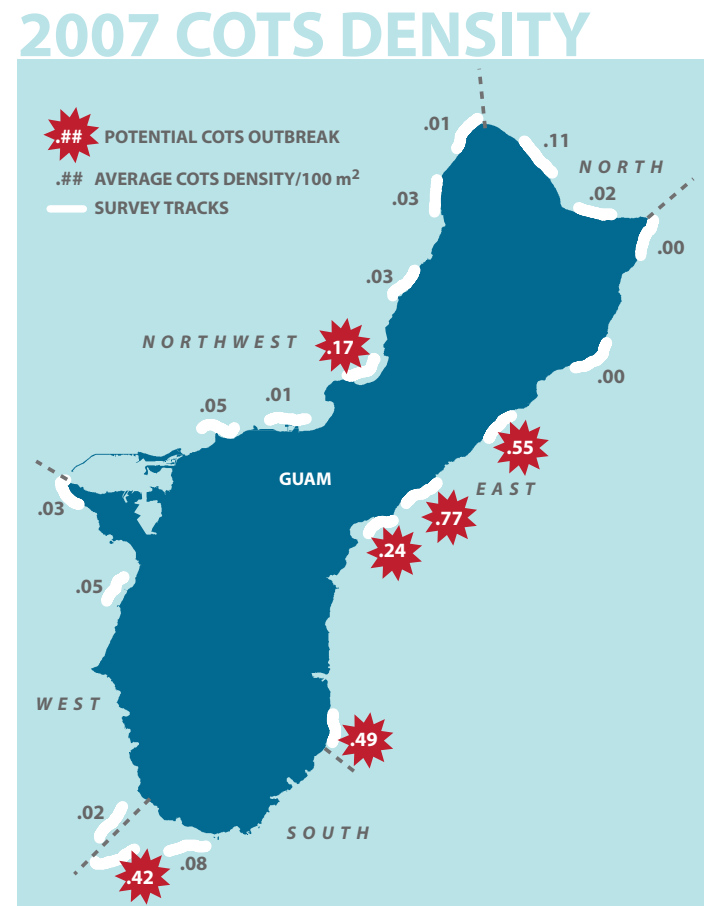 2007 COTS DENSITY
.## POTENTIAL COTS OUTBREAK
.## AVERAGE COTS DENSITY/100 m²
SURVEY TRACKS
.01
.11
NORTH
.03
.02
.00
.03
NORTHWEST
.17
.00
.01
.05
.55
GUAM
EAST
.03
.77
.24
.05
WEST
.49
.02
SOUTH
.08
.42